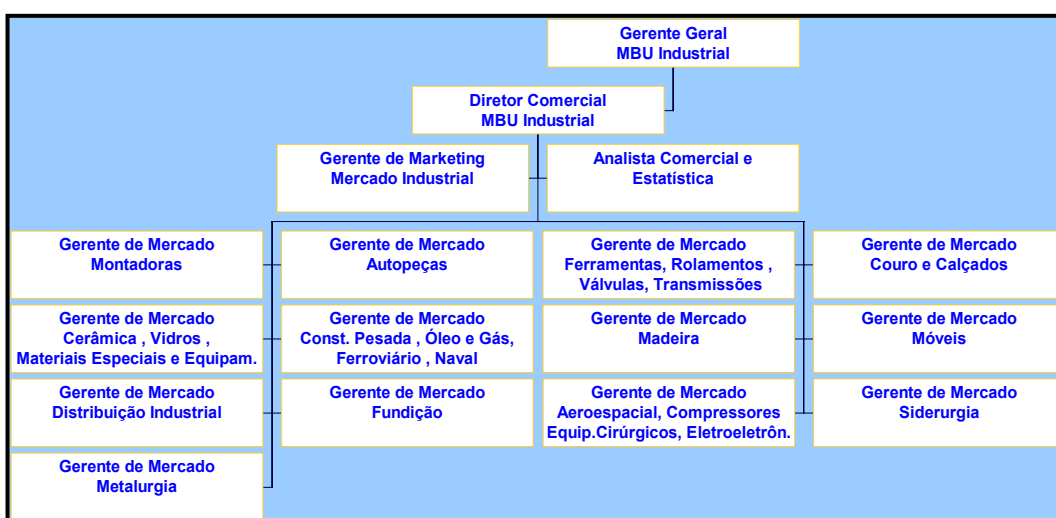 Gerente Geral
MBU Industrial
Diretor Comercial
MBU Industrial
Gerente de Marketing
Mercado Industrial
Analista Comercial e
Estatística
Gerente de Mercado
Montadoras
Gerente de Mercado
Autopeças
Gerente de Mercado
Ferramentas, Rolamentos ,
Válvulas, Transmissões
Gerente de Mercado
Couro e Calçados
Gerente de Mercado
Cerâmica , Vidros ,
Materiais Especiais e Equipam.
Gerente de Mercado
Const. Pesada , Óleo e Gás,
Ferroviário , Naval
Gerente de Mercado
Madeira
Gerente de Mercado
Móveis
Gerente de Mercado
Distribuição Industrial
Gerente de Mercado
Fundição
Gerente de Mercado
Aeroespacial, Compressores
Equip.Cirúrgicos, Eletroeletrôn.
Gerente de Mercado
Siderurgia
Gerente de Mercado
Metalurgia